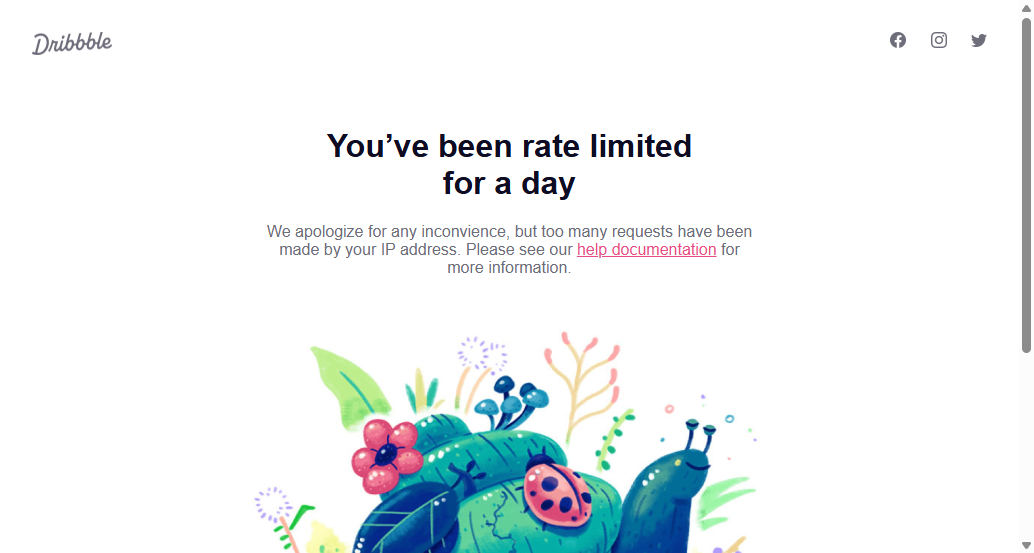 Dribbble
You’ve been rate limited
for a day
We apologize for any inconvience, but too many requests have been
made by your IP address. Please see our help documentation for
more information.